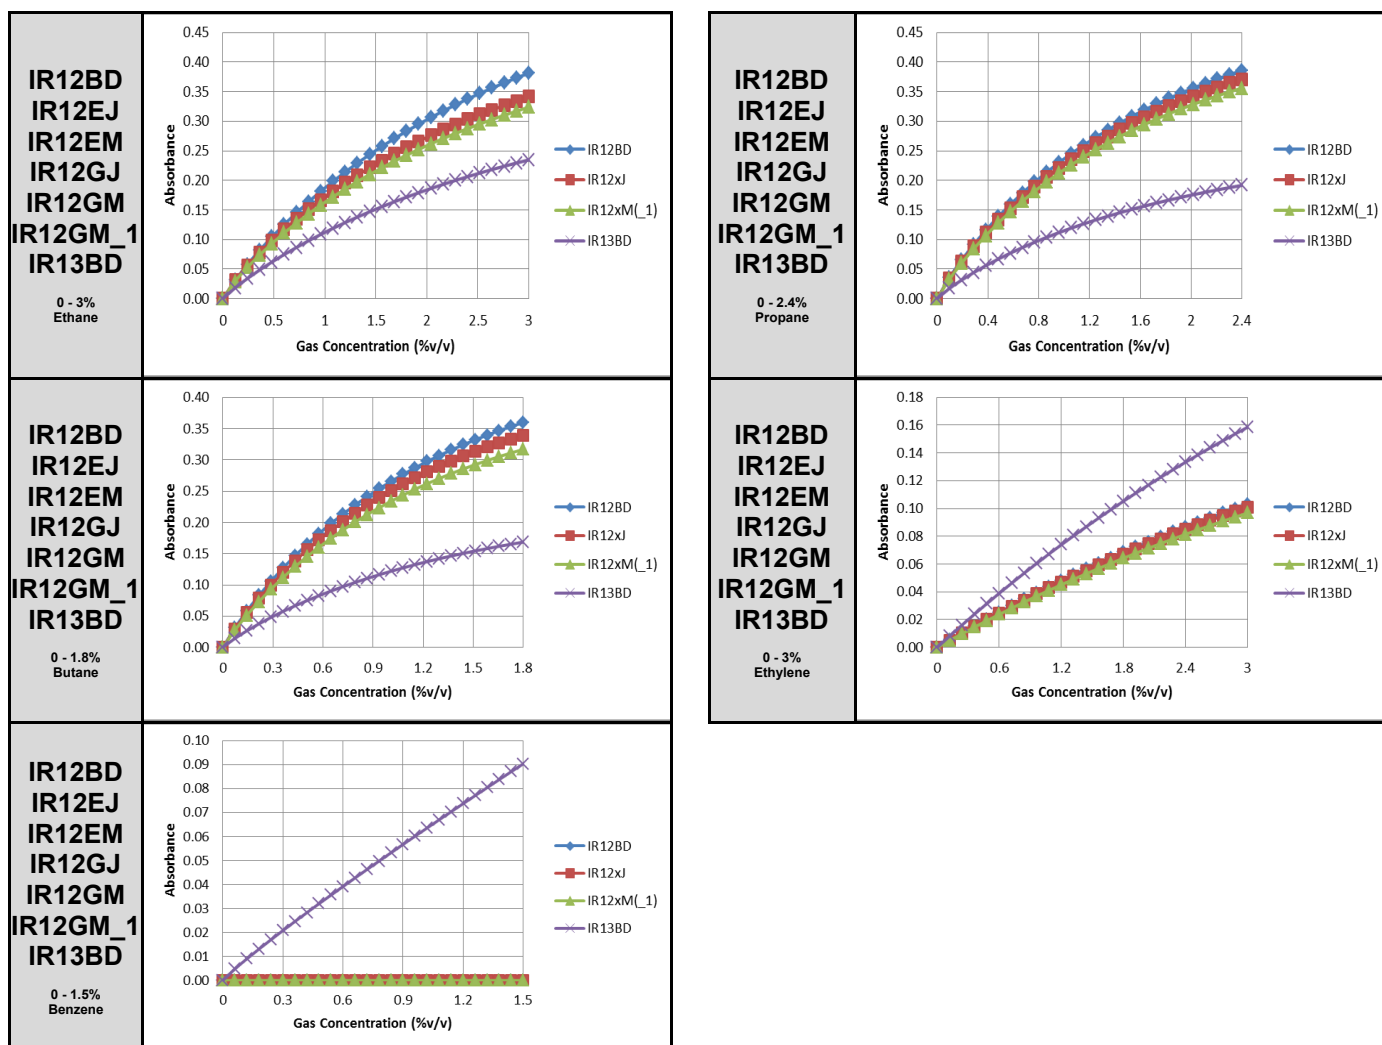 IR12BD
IR12EJ
IR12EM
IR12GJ
IR12GM
IR12GM_1
IR13BD
0 - 3%
Ethane
0.45
0.40
0.35
0.30
0.25
0.20
0.15
0.10
0.05
0.00
Absorbance
0 0.5 1 1.5 2 2.5 3
Gas Concentration (%v/v)
IR12BD
IR12xJ
IR12xM(_1)
IR13BD
IR12BD
IR12EJ
IR12EM
IR12GJ
IR12GM
IR12GM_1
IR13BD
0 - 2.4%
Propane
0.45
0.40
0.35
0.30
0.25
0.20
0.15
0.10
0.05
0.00
Absorbance
0 0.4 0.8 1.2 1.6 2 2.4
Gas Concentration (%v/v)
IR12BD
IR12xJ
IR12xM(_1)
IR13BD
IR12BD
IR12EJ
IR12EM
IR12GJ
IR12GM
IR12GM_1
IR13BD
0 - 1.8%
Butane
0.40
0.35
0.30
0.25
0.20
0.15
0.10
0.05
0.00
Absorbance
0 0.3 0.6 0.9 1.2 1.5 1.8
Gas Concentration (%v/v)
IR12BD
IR12xJ
IR12xM(_1)
IR13BD
IR12BD
IR12EJ
IR12EM
IR12GJ
IR12GM
IR12GM_1
IR13BD
0 - 3%
Ethylene
0.18
0.16
0.14
0.12
0.10
0.08
0.06
0.04
0.02
0.00
Absorbance
0 0.6 1.2 1.8 2.4 3
Gas Concentration (%v/v)
IR12BD
IR12xJ
IR12xM(_1)
IR13BD
IR12BD
IR12EJ
IR12EM
IR12GJ
IR12GM
IR12GM_1
IR13BD
0 - 1.5%
Benzene
0.10
0.09
0.08
0.07
0.06
0.05
0.04
0.03
0.02
0.01
0.00
Absorbance
0 0.3 0.6 0.9 1.2 1.5
Gas Concentration (%v/v)
IR12BD
IR12xJ
IR12xM(_1)
IR13BD